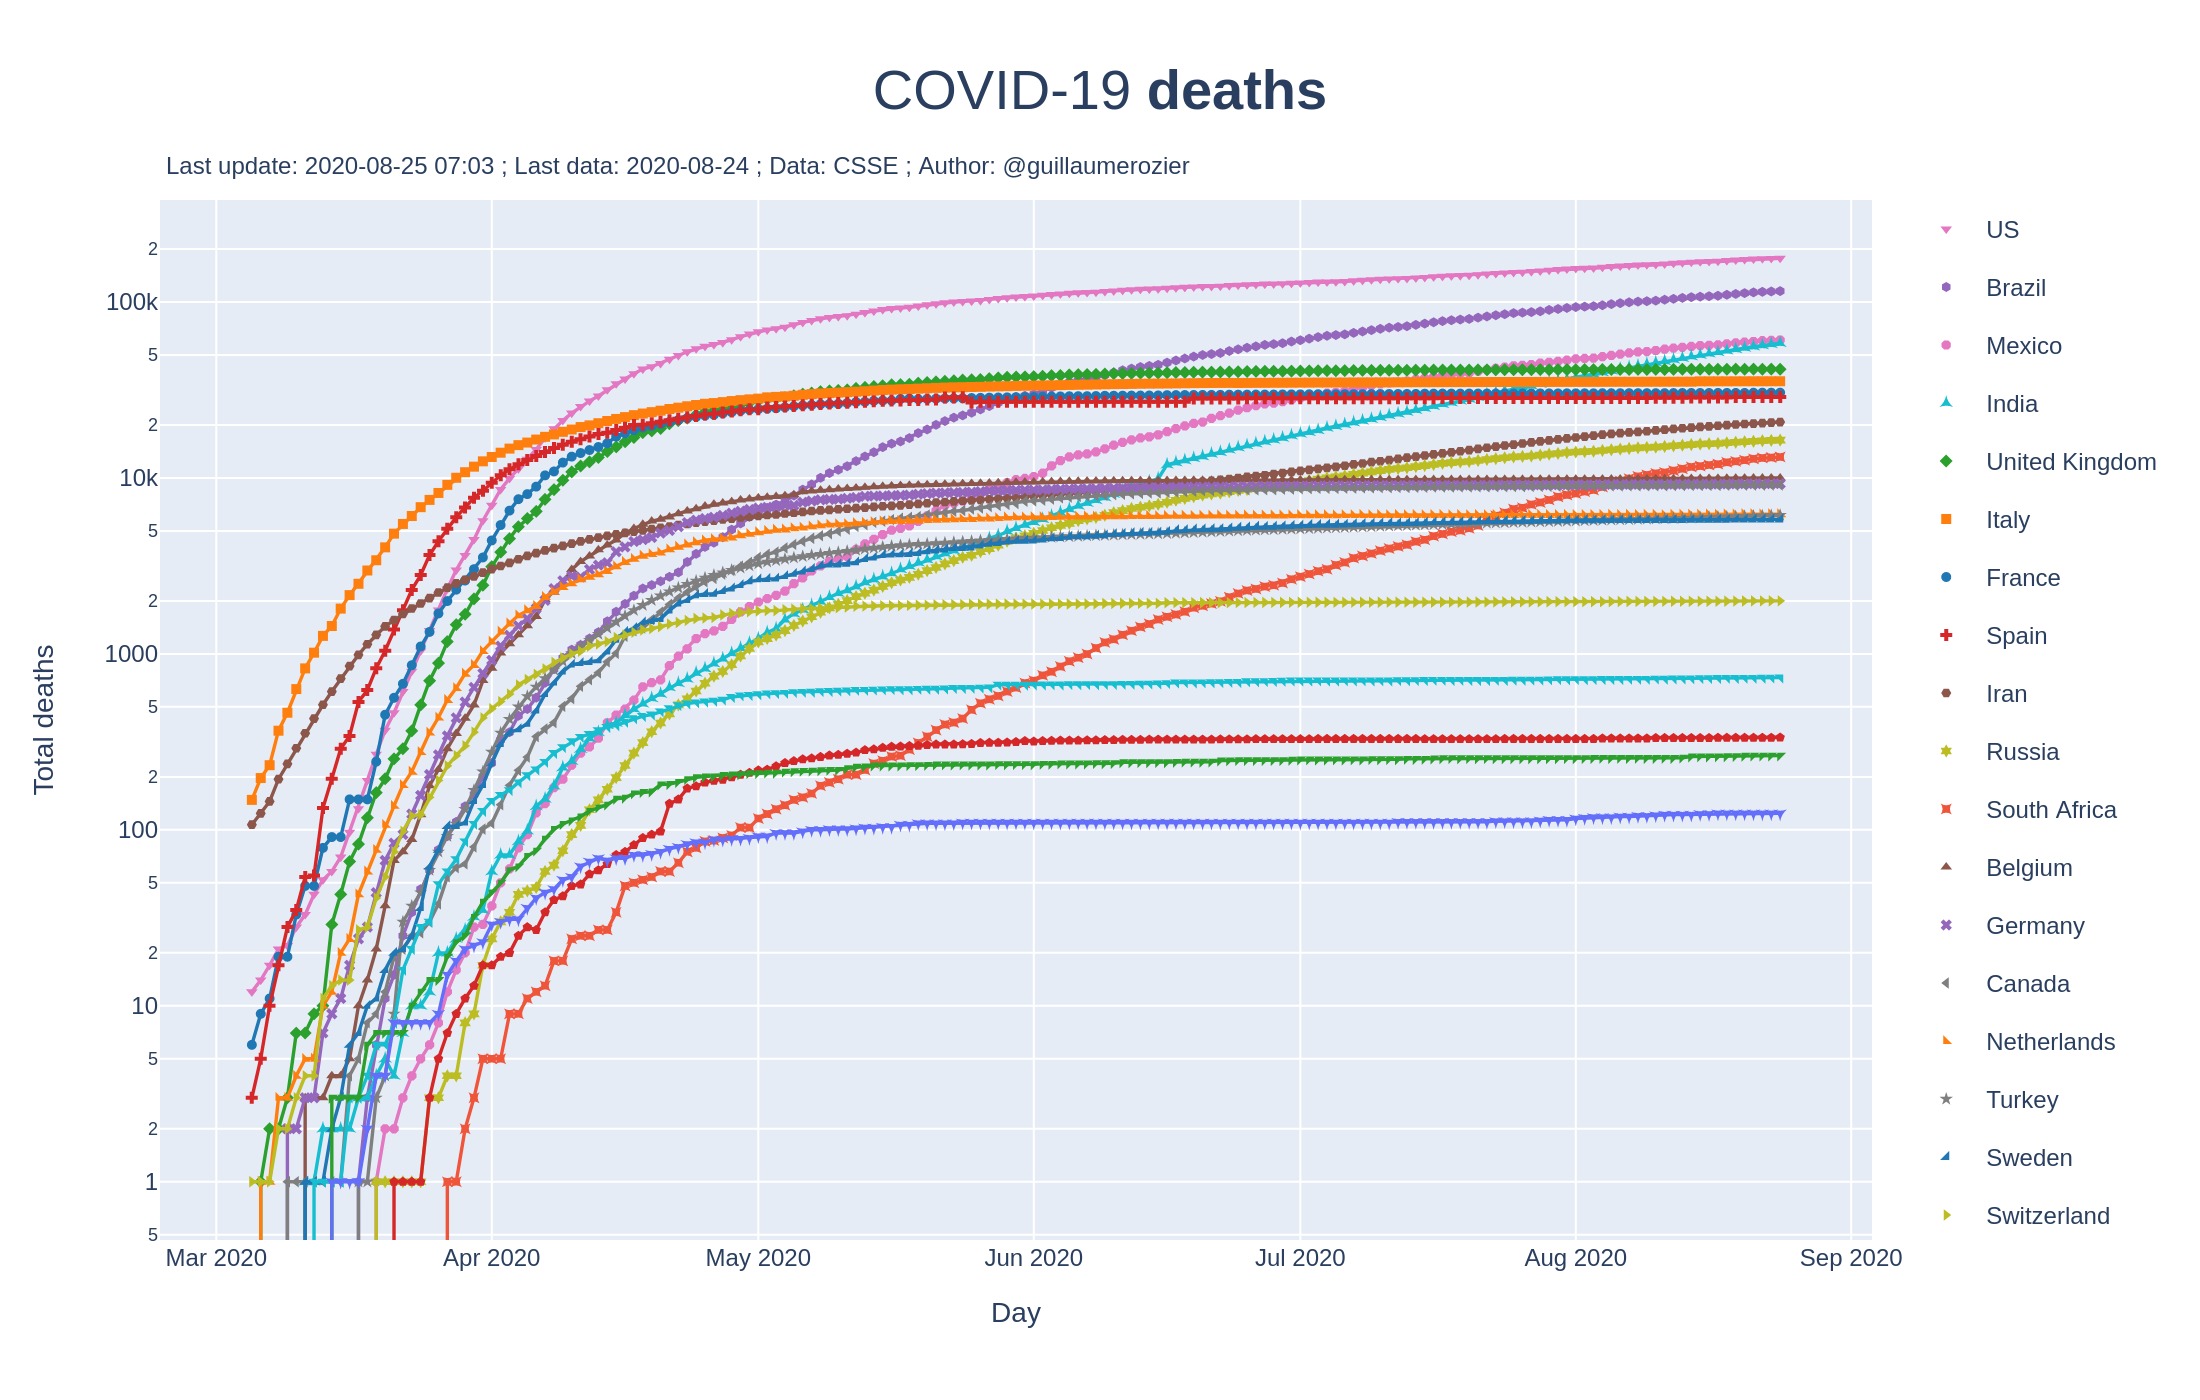 COVID-19 deaths
Last update: 2020-08-25 07:03 ; Last data: 2020-08-24 ; Data: CSSE ; Author: @guillaumerozier
2
100k
5
2
10k
5
2
1000
5
2
100
5
2
10
5
2
1
5
Total deaths
Mar 2020 Apr 2020 May 2020 Jun 2020 Jul 2020 Aug 2020 Sep 2020
Day
US
Brazil
Mexico
India
United Kingdom
Italy
France
Spain
Iran
Russia
South Africa
Belgium
Germany
Canada
Netherlands
Turkey
Sweden
Switzerland